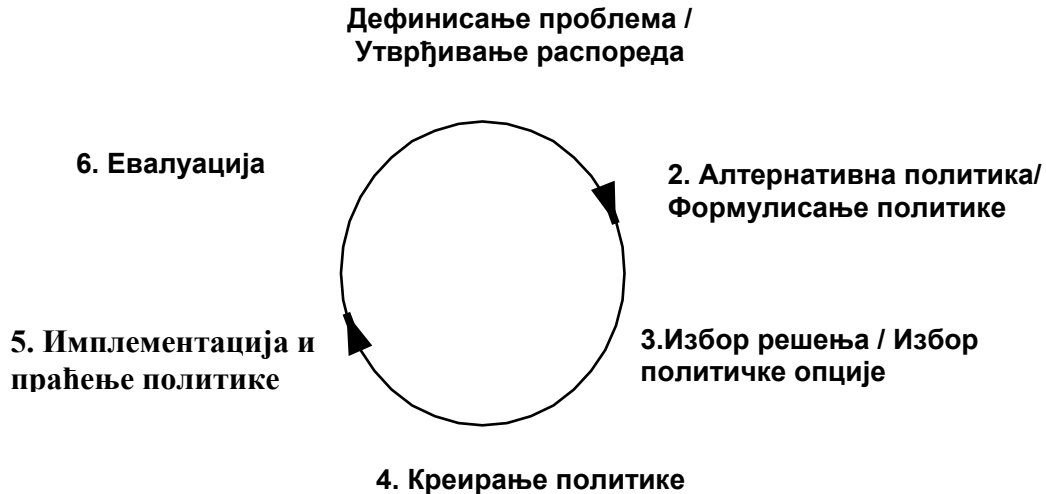 Дефинисање проблема /
Утврђивање распореда
2. Алтернативна политика/
Формулисање политике
3.Избор решења / Избор
политичке опције
4. Креирање политике
5. Имплементација и
праћење политике
6. Евалуација